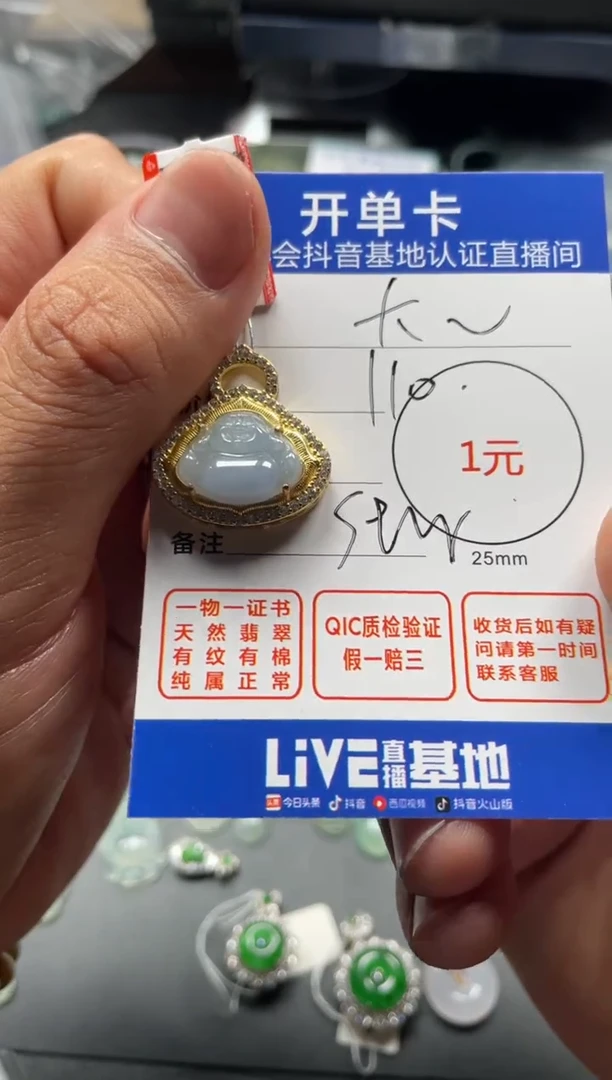 开单卡
会抖音基地认证直播间
大～
110.
1元
备注
25mm
一物一证书
天然翡翠
有纹有棉
纯属正常
QIC质检验证
假一赔三
收货后如有疑
问请第一时间
联系客服
LiVE直播基地
头条 今日头条 抖音 西瓜视频 抖音火山版